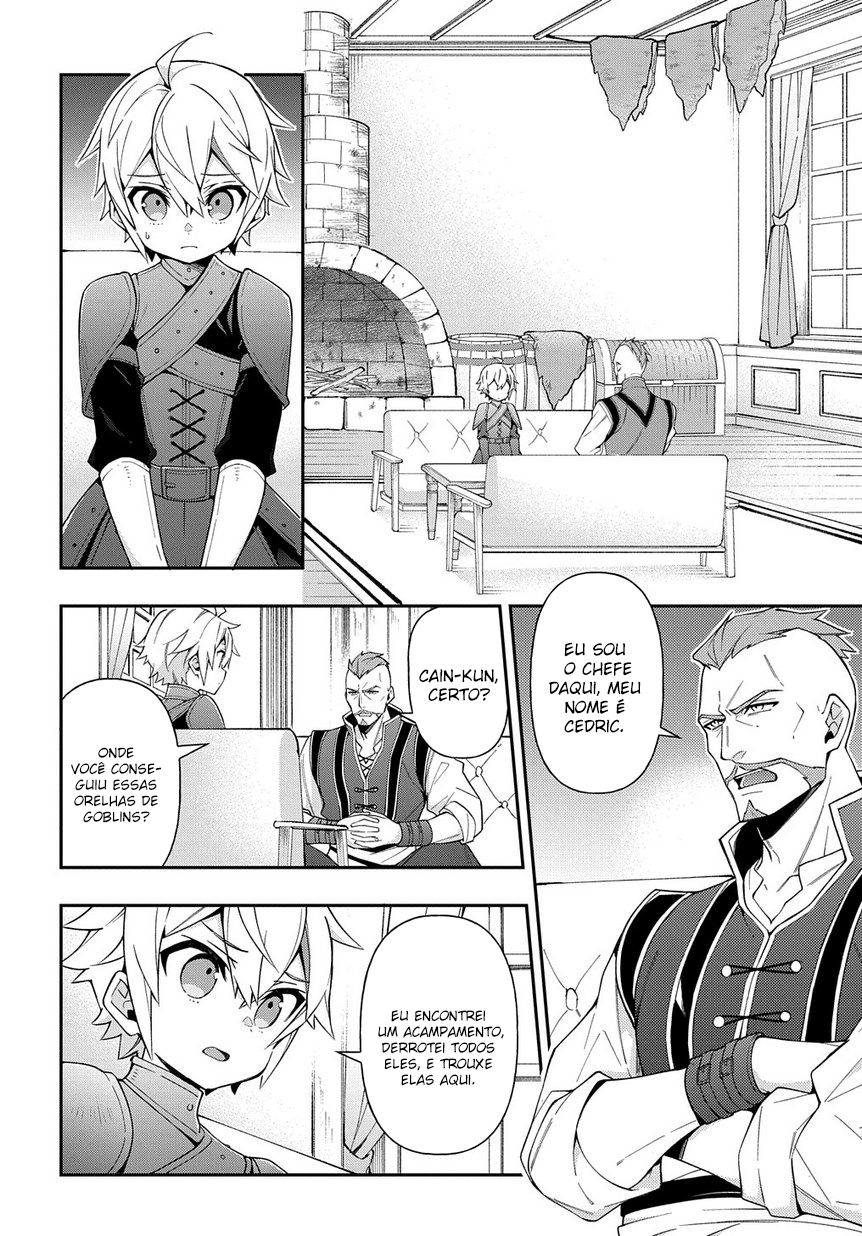 EU SOU
O CHEFE
DAQUI, MEU
NOME É
CEDRIC.
CAIN-KUN,
CERTO?
ONDE
VOCÊ CONSE-
GUIU ESSAS
ORELHAS DE
GOBLINS?
EU ENCONTREI
UM ACAMPAMENTO,
DERROTEI TODOS
ELES, E TROUXE
ELAS AQUI.